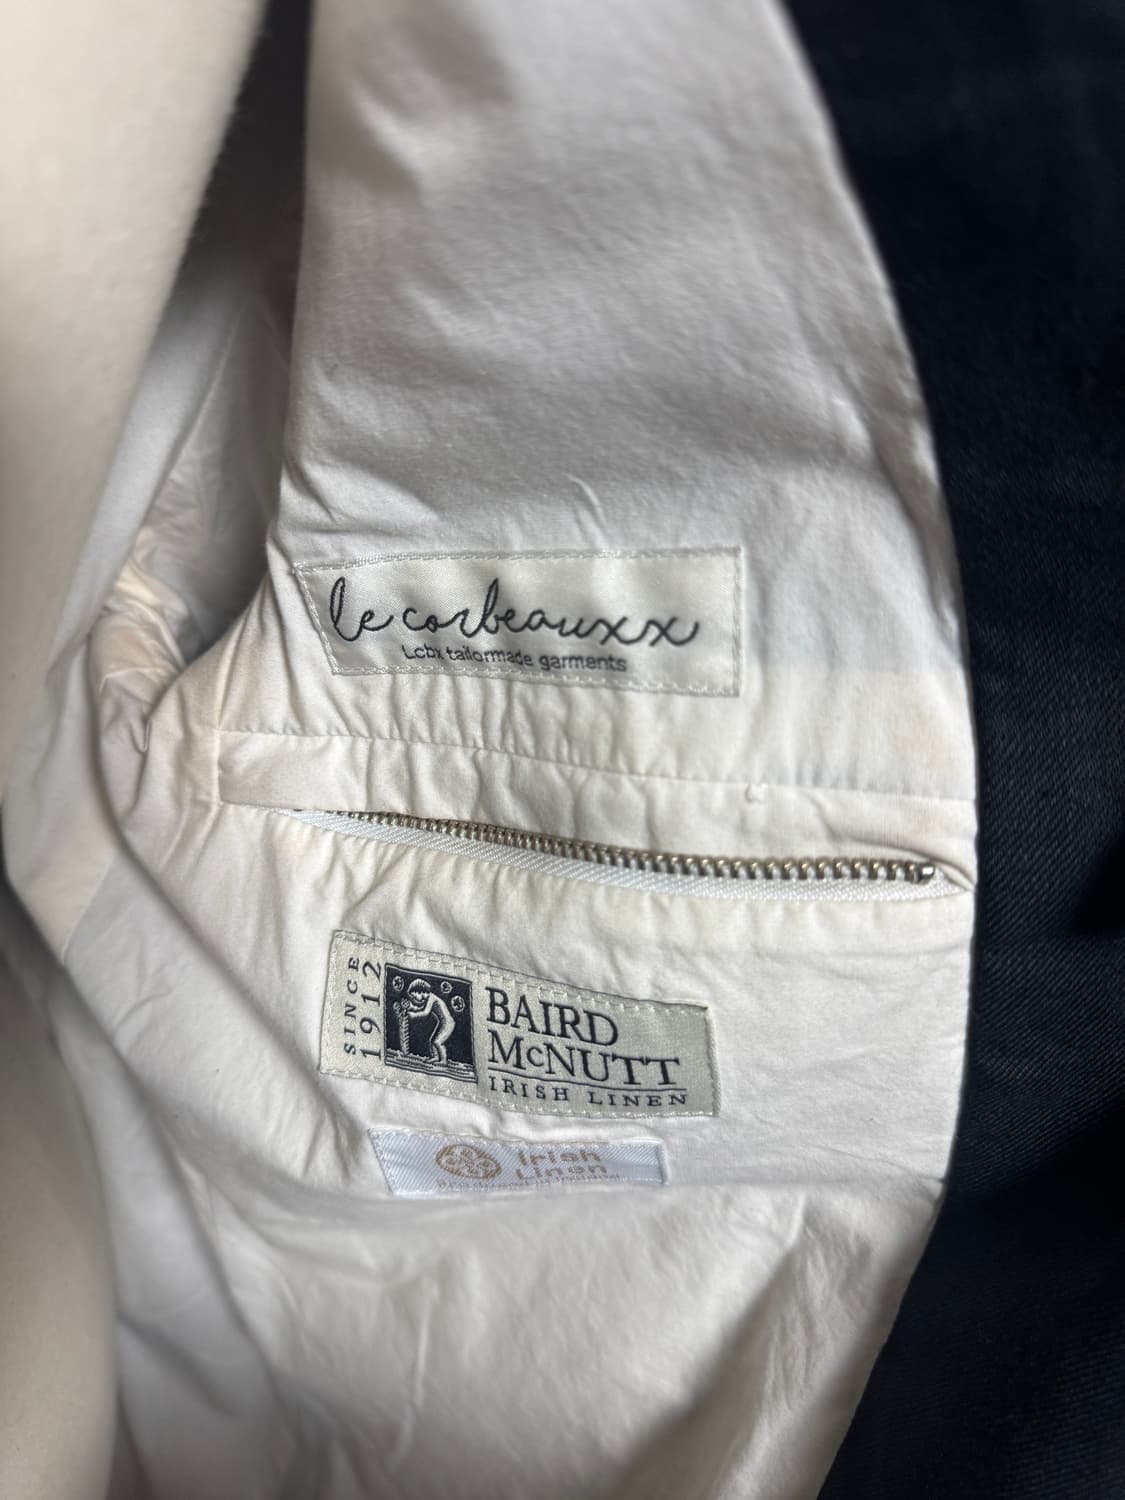 le corbeauxx
Lcbx tailormade garments
SINCE
1912
BAIRD
McNUTT
IRISH LINEN
Irish
Linen